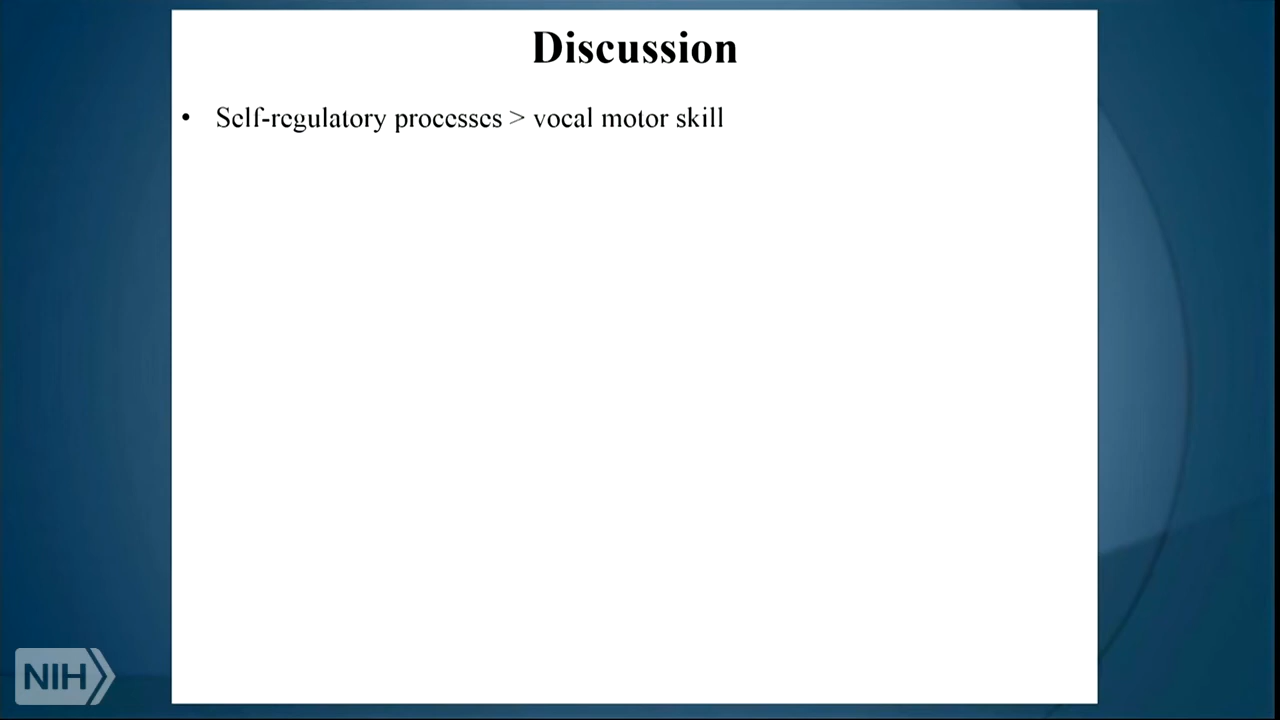 Discussion
• Self-regulatory processes > vocal motor skill
NIH